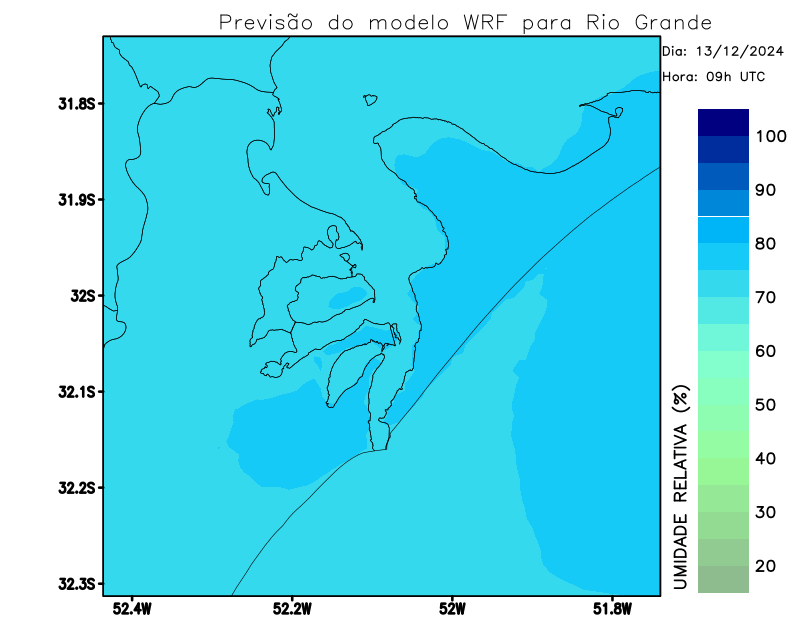 Previsão do modelo WRF para Rio Grande
Dia: 13/12/2024
Hora: 09h UTC
31.8S
31.9S
32S
32.1S
32.2S
32.3S
52.4W
52.2W
52W
51.8W
100
90
80
70
60
50
40
30
20
UMIDADE RELATIVA (%)